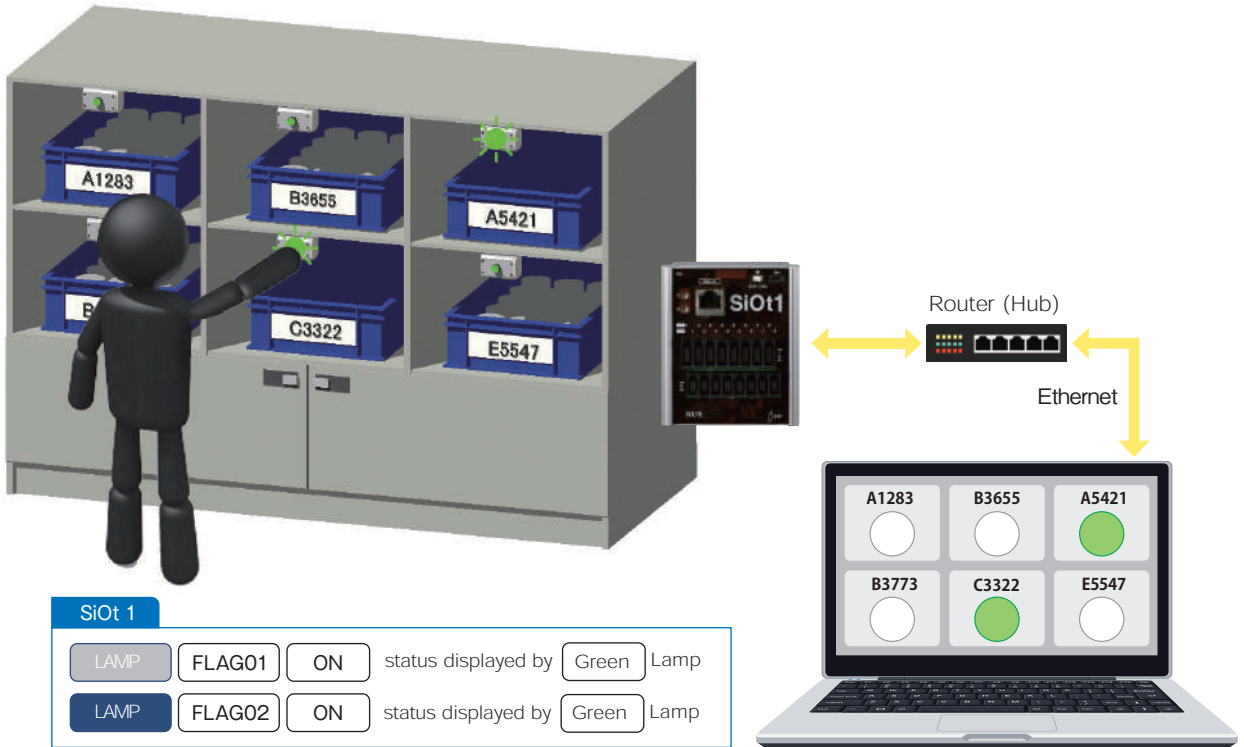 A1283
B3655
A5421
B
C3322
E5547
SiOt1
Router (Hub)
Ethernet
A1283 B3655 A5421
B3773 C3322 E5547
SiOt 1
LAMP FLAG01 ON status displayed by Green Lamp
LAMP FLAG02 ON status displayed by Green Lamp